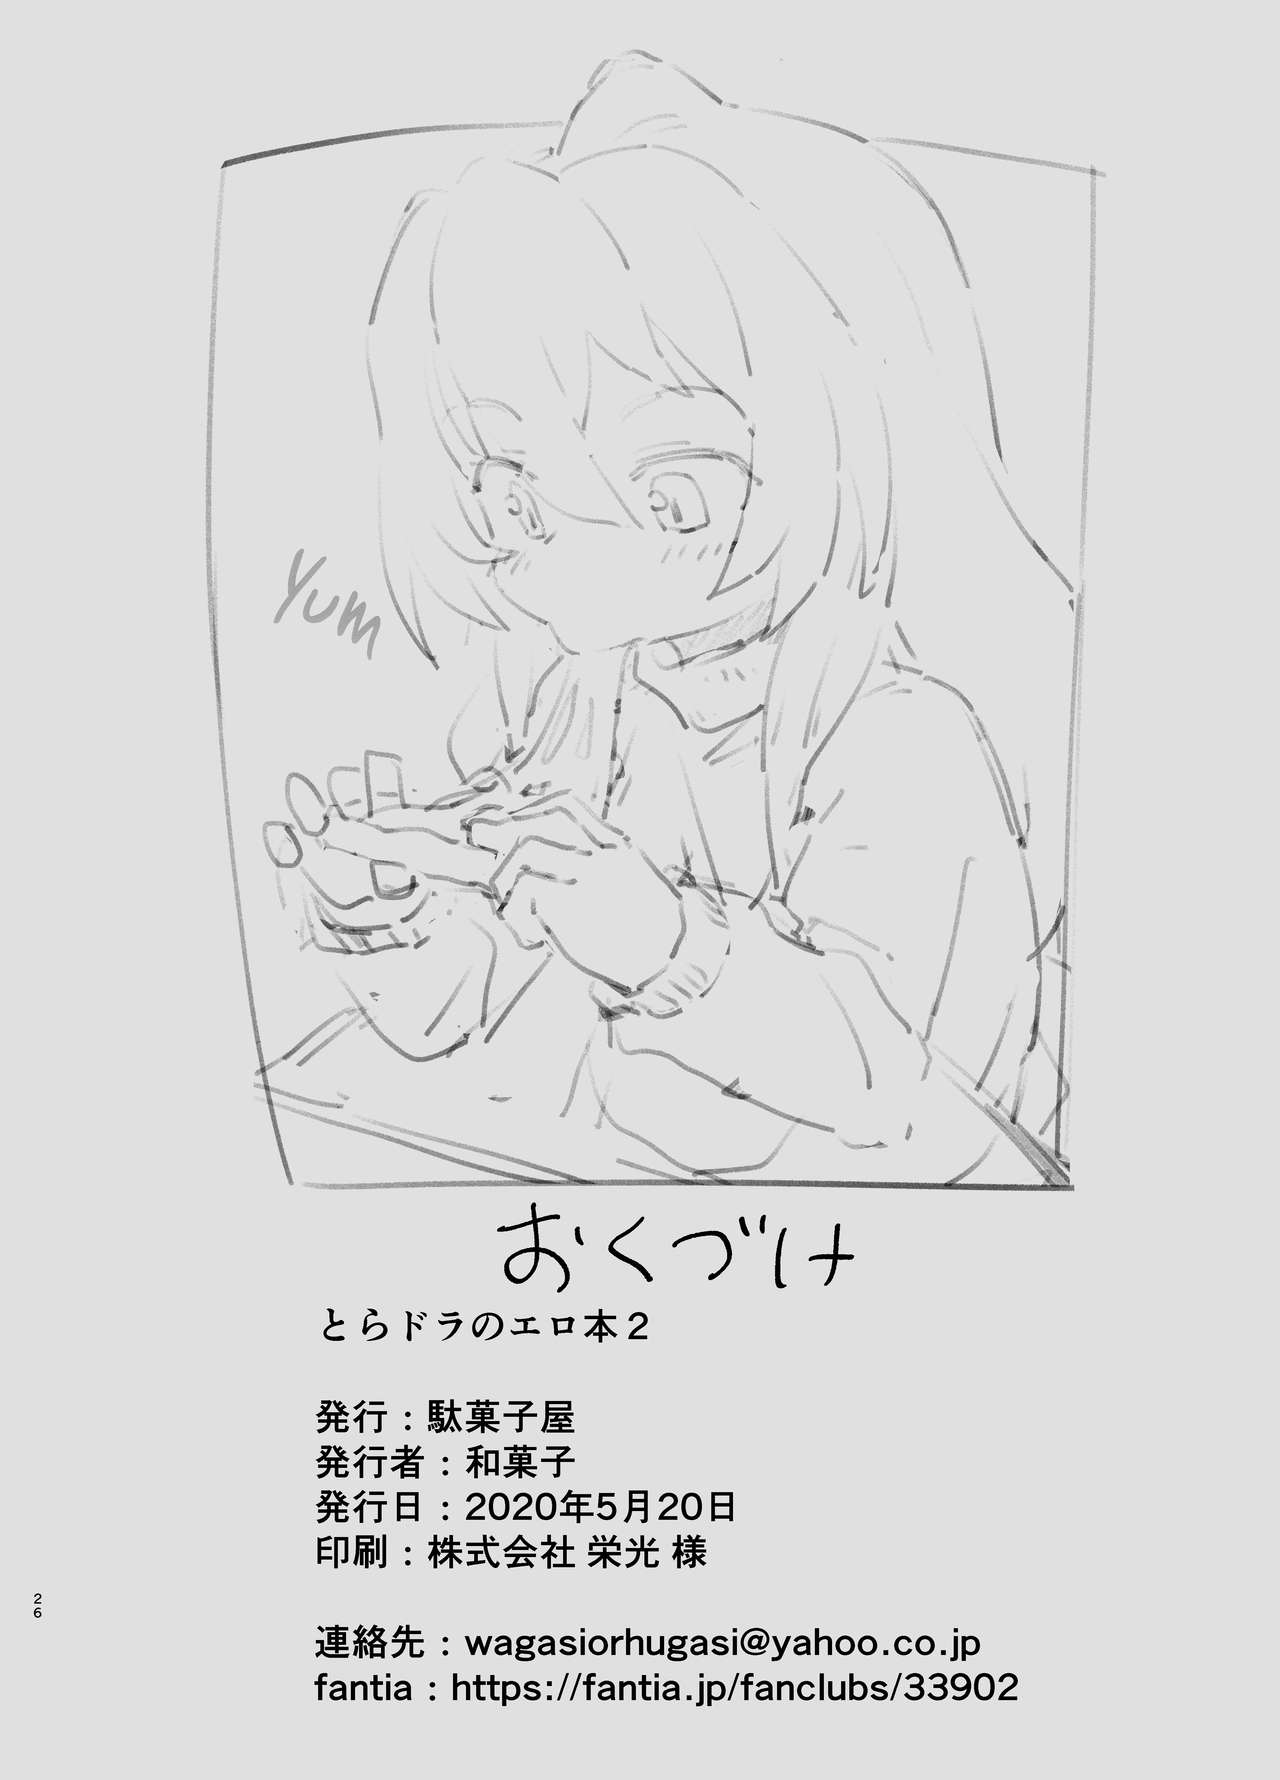 Yum
おくづけ
とらドラのエロ本2
発行：駄菓子屋
発行者：和菓子
発行日：2020年5月20日
印刷：株式会社 栄光 様
連絡先：wagasiorhugasi@yahoo.co.jp
fantia：https://fantia.jp/fanclubs/33902
26